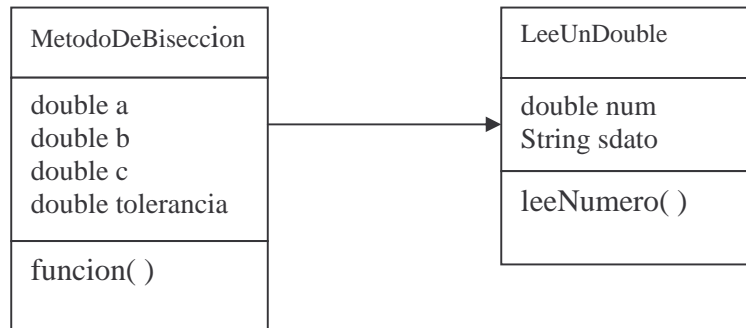 MetodoDeBiseccion
double a
double b
double c
double tolerancia
funcion( )
LeeUnDouble
double num
String sdato
leeNumero( )